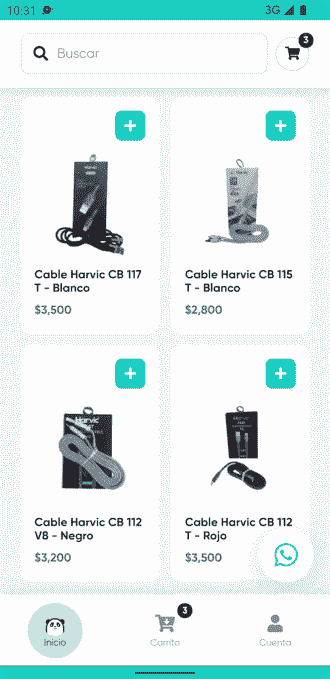 10:31
3G
Buscar
3
Cable Harvic CB 117
T - Blanco
$3,500
Cable Harvic CB 115
T - Blanco
$2,800
Harvic
Cable Harvic CB 112
V8 - Negro
$3,200
Cable Harvic CB 112
T - Rojo
$3,500
Inicio
3
Carrito
Cuenta